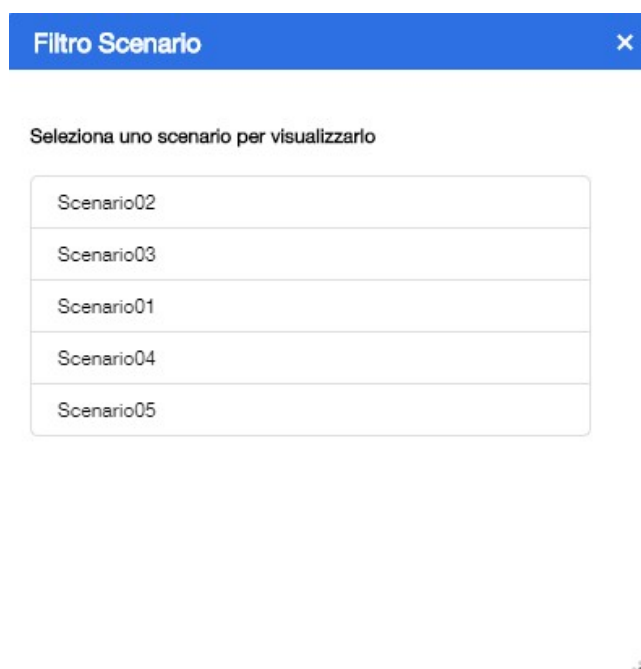 Filtro Scenario
Seleziona uno scenario per visualizzarlo
Scenario02
Scenario03
Scenario01
Scenario04
Scenario05